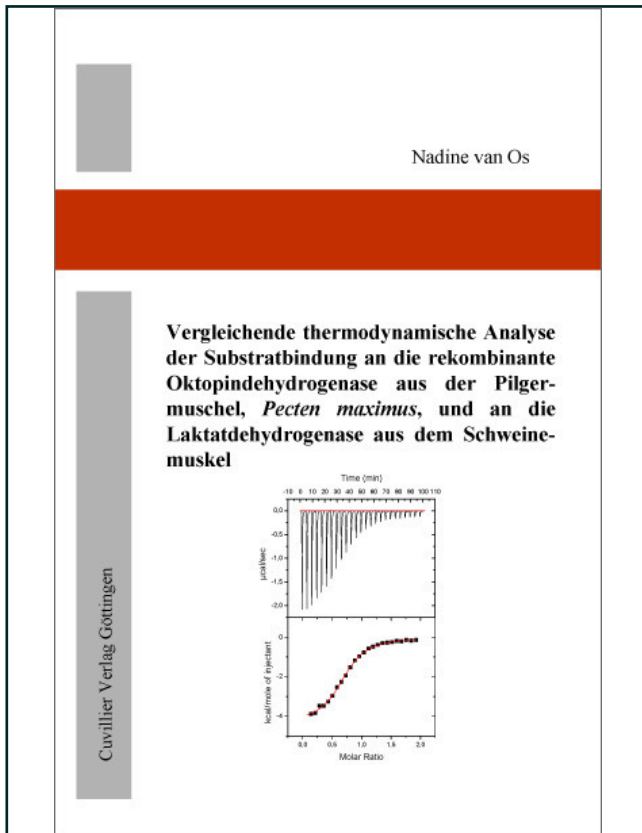 Nadine van Os
Vergleichende thermodynamische Analyse
der Substratbindung an die rekombinante
Oktopindehydrogenase aus der Pilger-
muschel, Pecten maximus, und an die
Laktatdehydrogenase aus dem Schweine-
muskel
Cuvillier Verlag Göttingen
Time (min)
-10 0 10 20 30 40 50 60 70 80 90 100 110
0,0
-0,5
-1,0
-1,5
-2,0
µcal/sec
0
-2
-4
kcal/mole of injectant
0,0 0,5 1,0 1,5 2,0
Molar Ratio